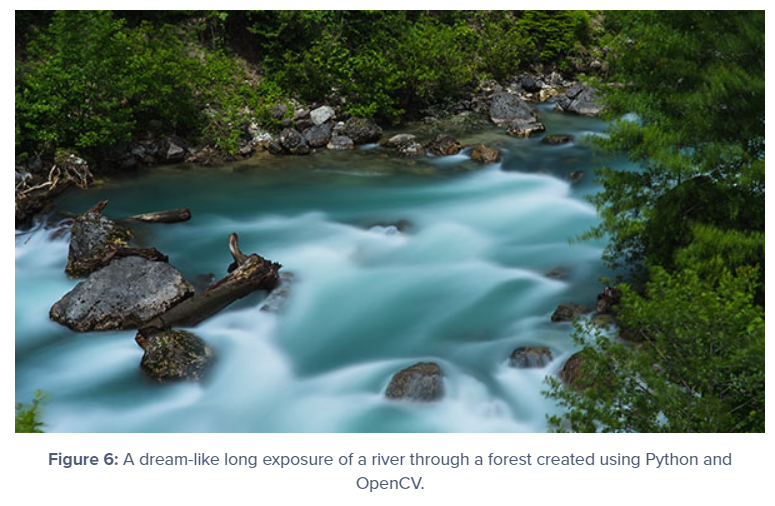 Figure 6: A dream-like long exposure of a river through a forest created using Python and
OpenCV.